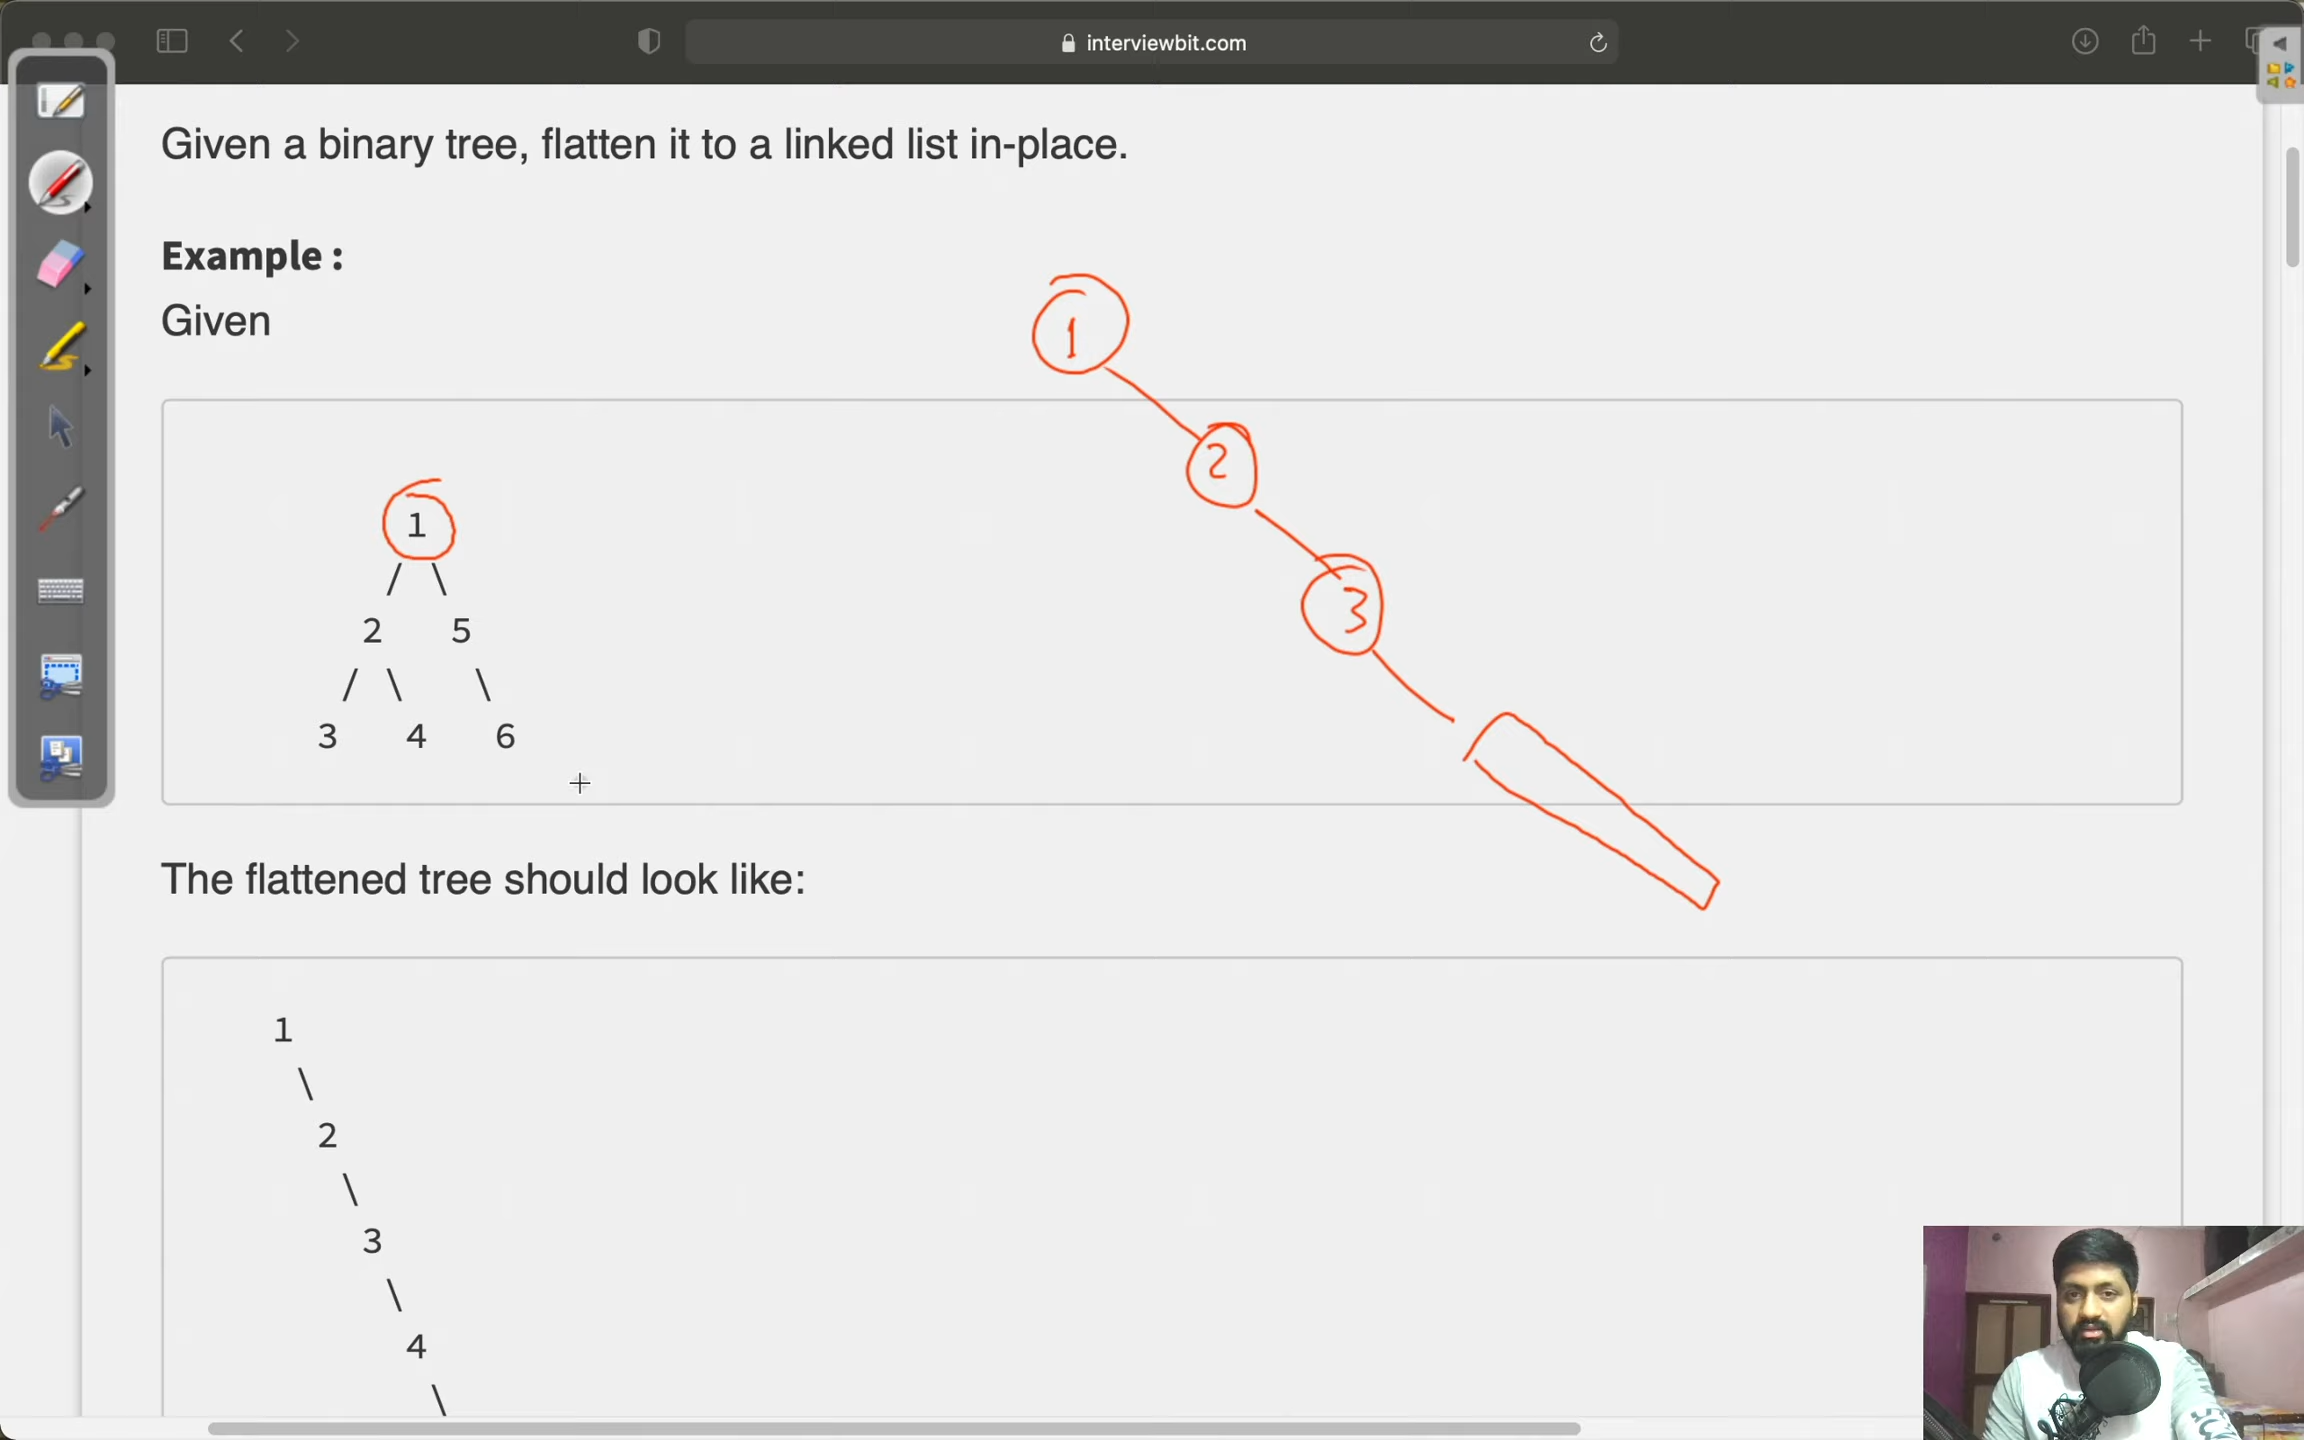 interviewbit.com
Given a binary tree, flatten it to a linked list in-place.
Example :
Given
1
/ \
2 5
/ \ \
3 4 6
1
2
3
The flattened tree should look like:
1
\
2
\
3
\
4
\